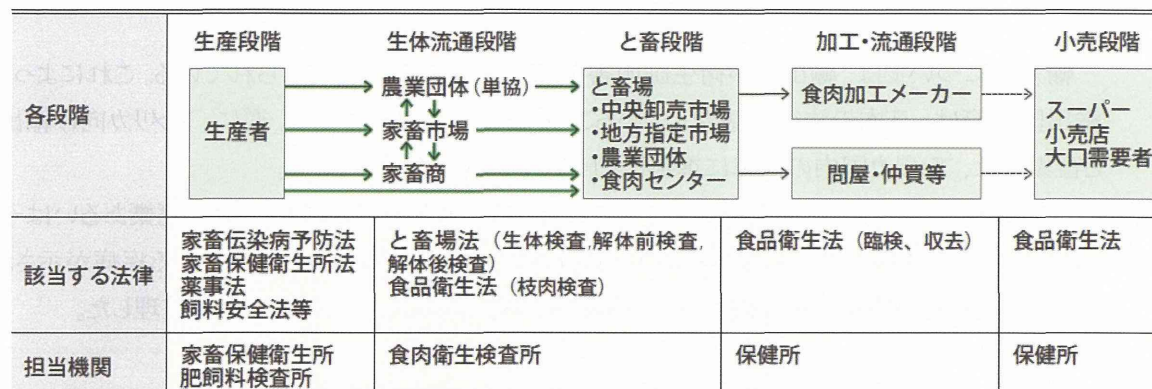 生産段階 生体流通段階 と畜段階 加工・流通段階 小売段階
各段階
生産者
農業団体(単協)
家畜市場
家畜商
と畜場
・中央卸売市場
・地方指定市場
・農業団体
・食肉センター
食肉加工メーカー
問屋・仲買等
スーパー
小売店
大口需要者
該当する法律
家畜伝染病予防法
家畜保健衛生所法
薬事法
飼料安全法等
と畜場法(生体検査,解体前検査,
解体後検査)
食品衛生法(枝肉検査)
食品衛生法(臨検、収去)
食品衛生法
担当機関
家畜保健衛生所
肥飼料検査所
食肉衛生検査所
保健所
保健所